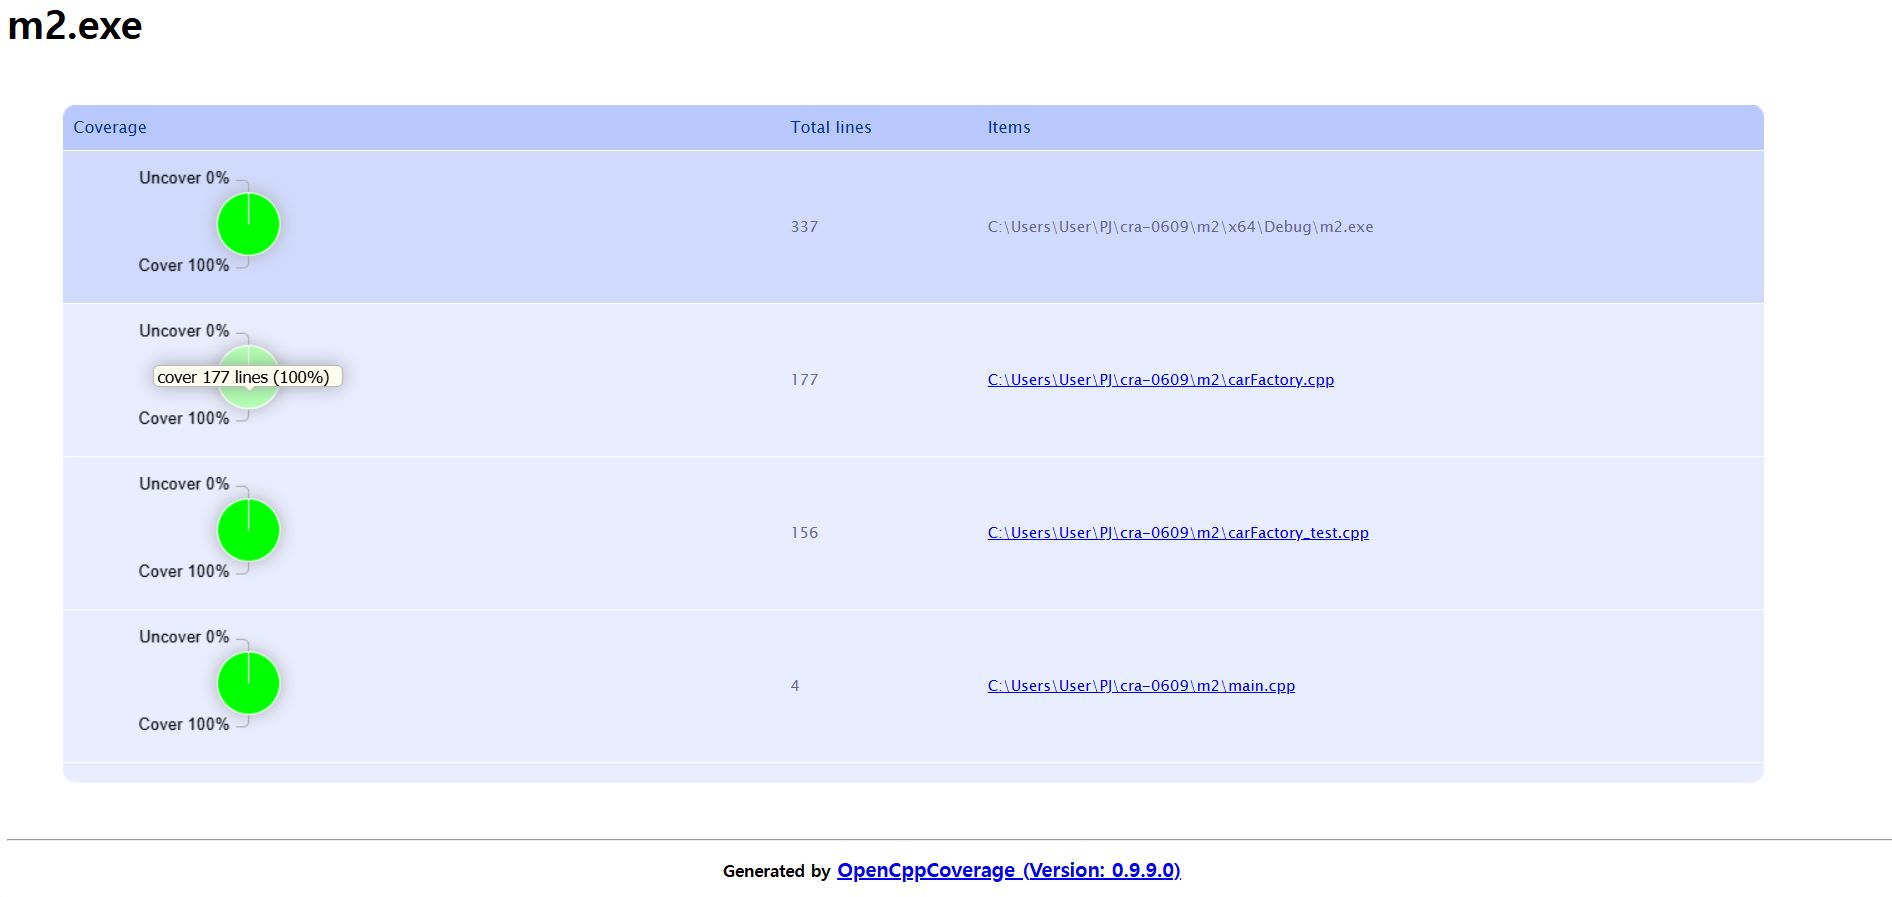 m2.exe
Coverage Total lines Items
Uncover 0%
Cover 100%
337 C:\Users\User\PJ\cra-0609\m2\x64\Debug\m2.exe
Uncover 0%
cover 177 lines (100%)
Cover 100%
177 C:\Users\User\PJ\cra-0609\m2\carFactory.cpp
Uncover 0%
Cover 100%
156 C:\Users\User\PJ\cra-0609\m2\carFactory_test.cpp
Uncover 0%
Cover 100%
4 C:\Users\User\PJ\cra-0609\m2\main.cpp
Generated by OpenCppCoverage (Version: 0.9.9.0)